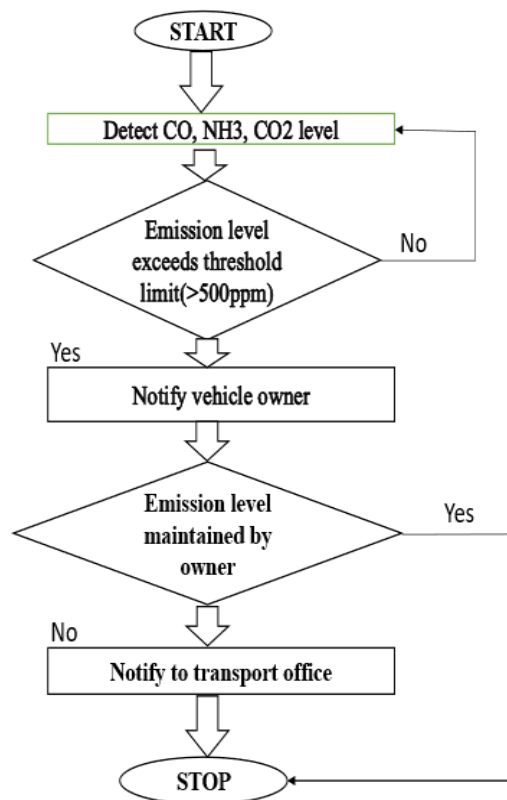 START
Detect CO, NH3, CO2 level
Emission level
exceeds threshold
limit(>500ppm)
No
Yes
Notify vehicle owner
Emission level
maintained by
owner
Yes
No
Notify to transport office
STOP